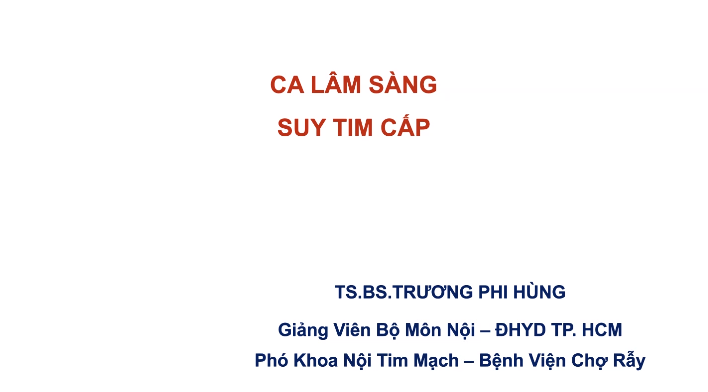 CA LÂM SÀNG
SUY TIM CẤP
TS.BS.TRƯƠNG PHI HÙNG
Giảng Viên Bộ Môn Nội – ĐHYD TP. HCM
Phó Khoa Nội Tim Mạch – Bệnh Viện Chợ Rẫy